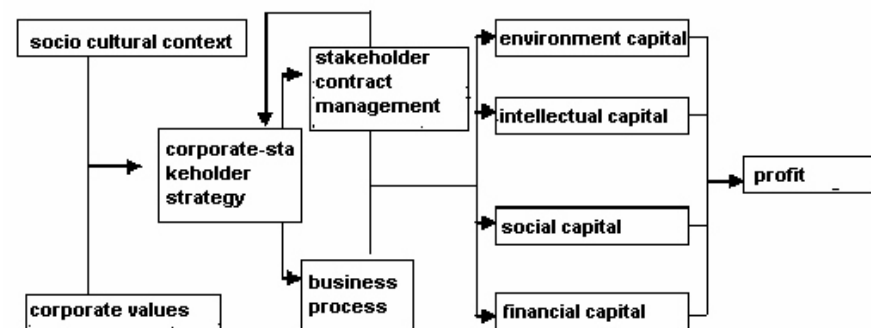 socio cultural context
stakeholder
contract
management
environment capital
intellectual capital
corporate-sta
keholder
strategy
profit
social capital
business
process
corporate values
financial capital